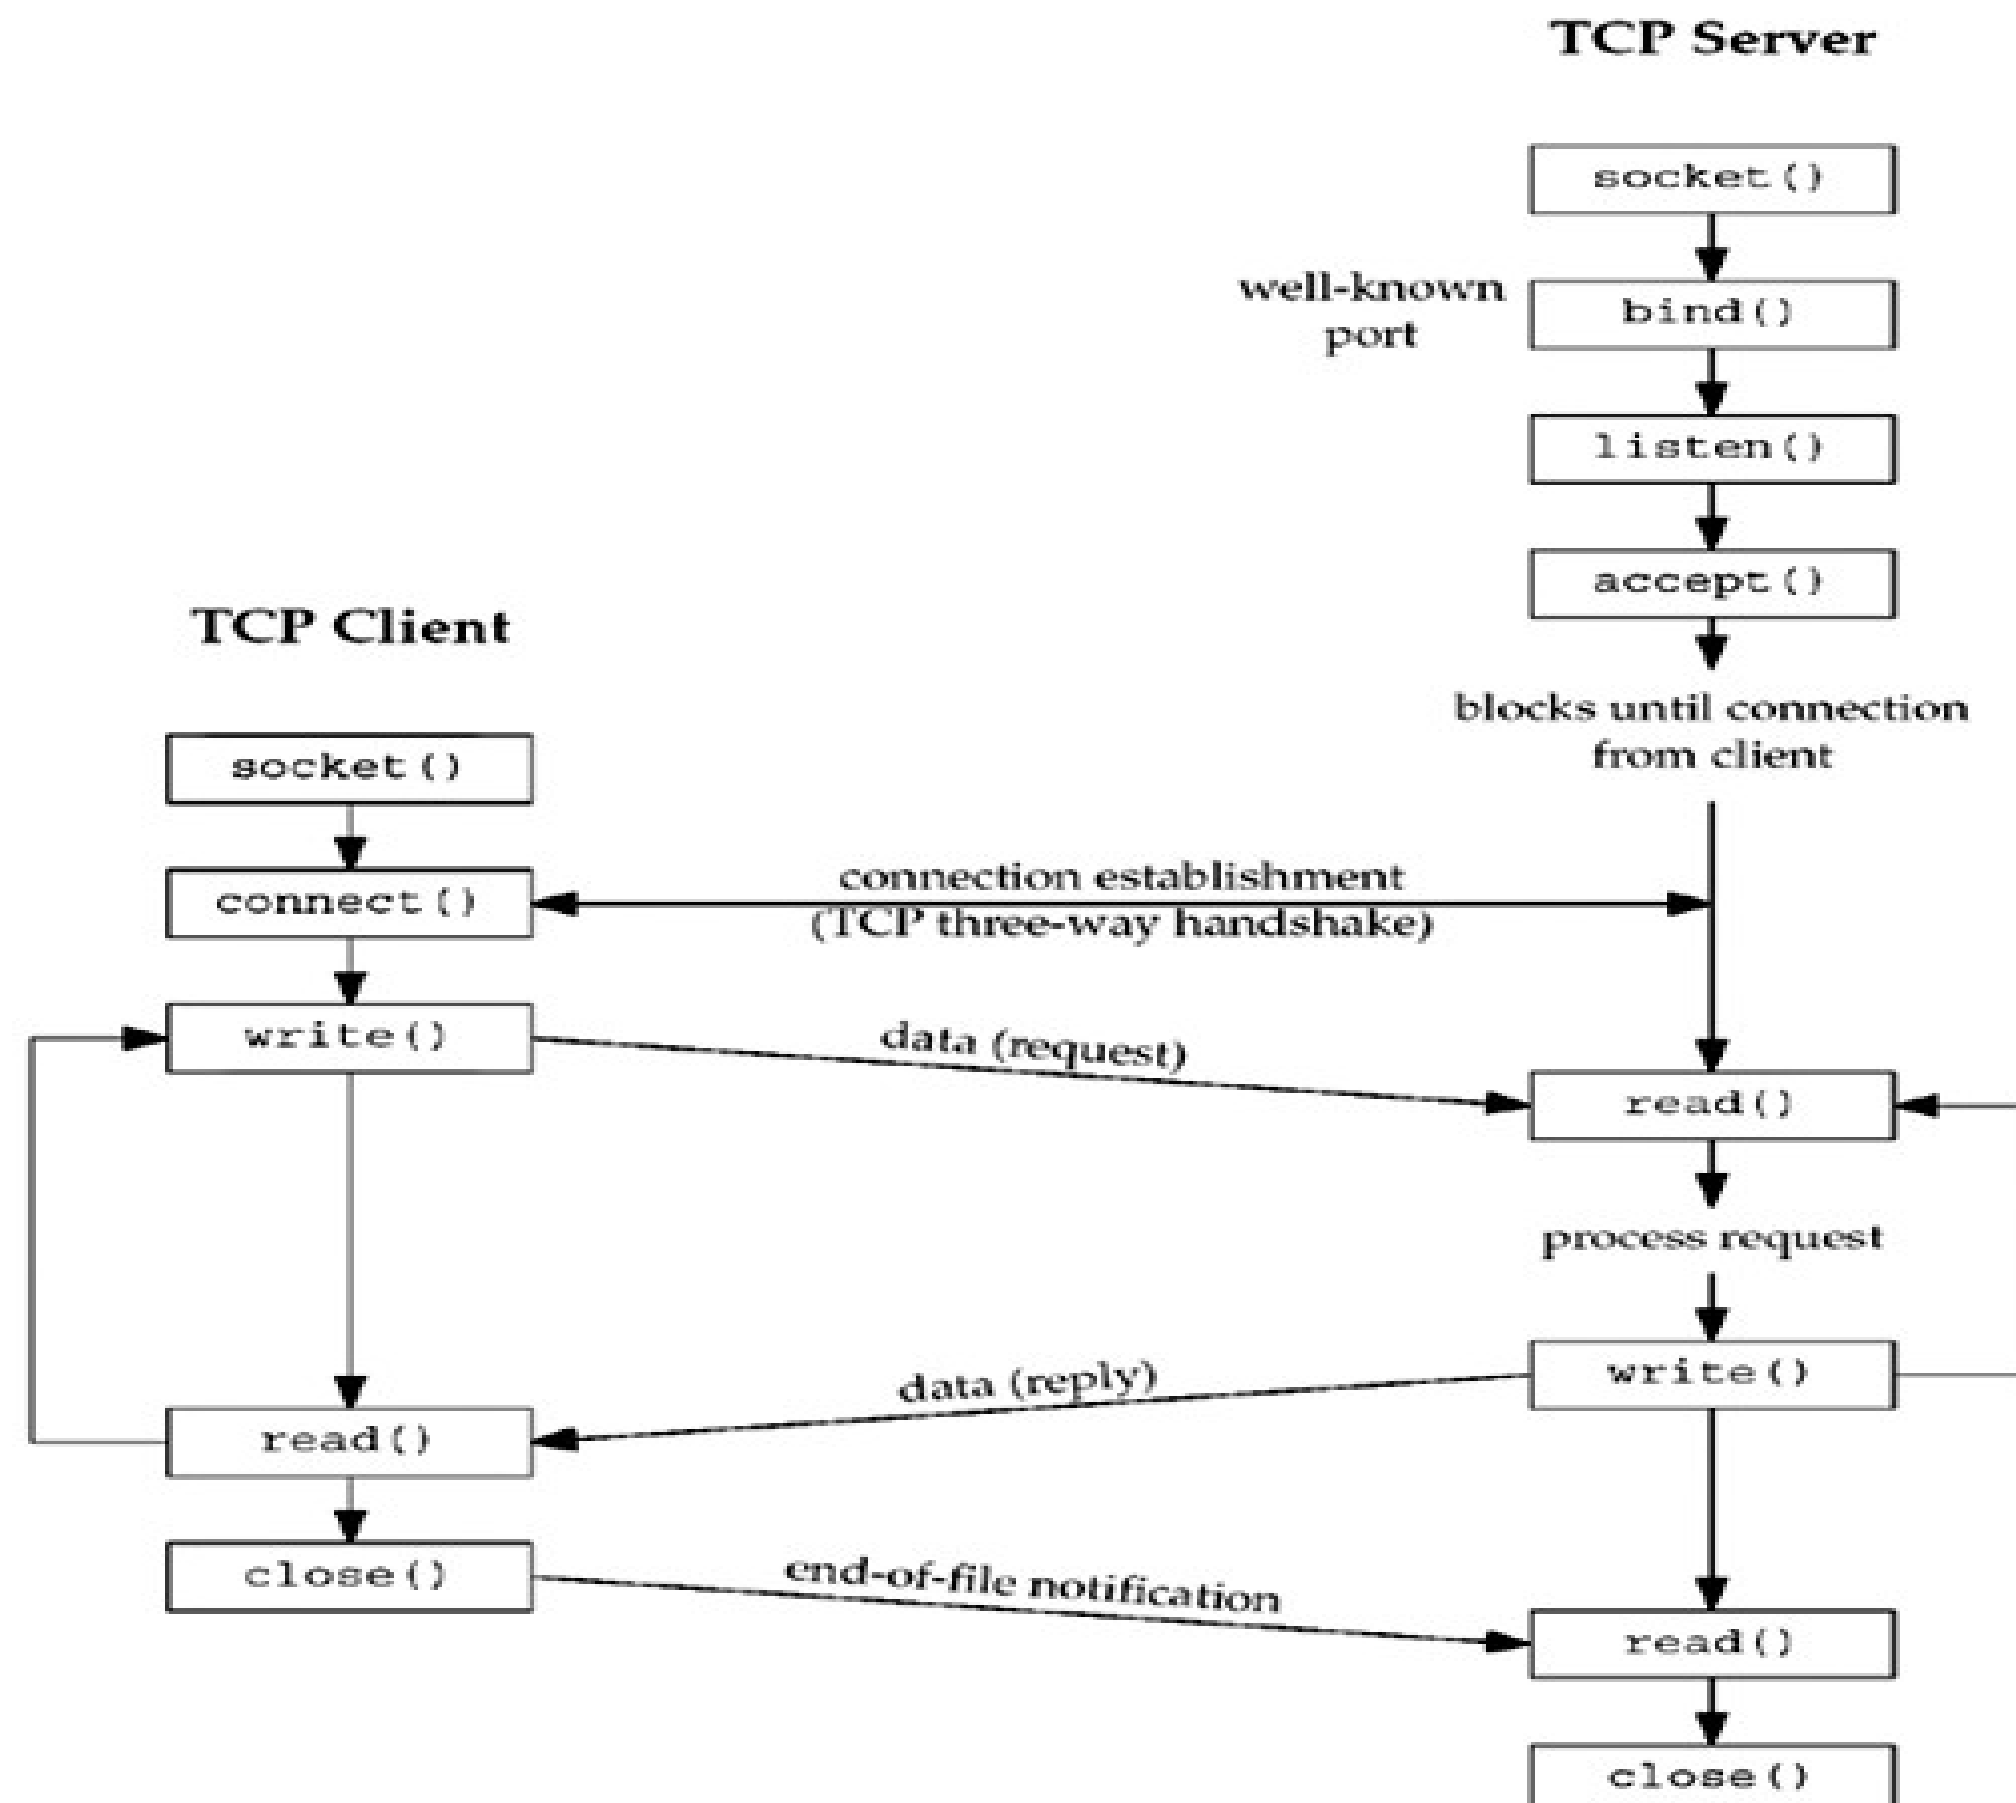 TCP Server
socket()
well-known
port
bind()
listen()
accept()
TCP Client
blocks until connection
from client
socket()
connect()
connection establishment
(TCP three-way handshake)
write()
data (request)
read()
process request
write()
data (reply)
read()
close()
end-of-file notification
read()
close()